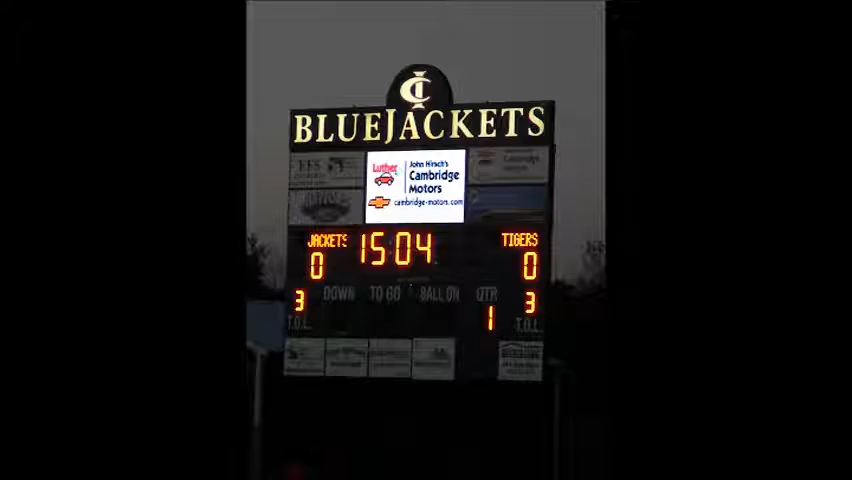 CI
BLUEJACKETS
Luther
John Hirsch's
Cambridge
Motors
cambridge-motors.com
JACKETS 15:04 TIGERS
0 0
3 DOWN TO GO BALL ON QTR 3
T.O.L. 1 T.O.L.